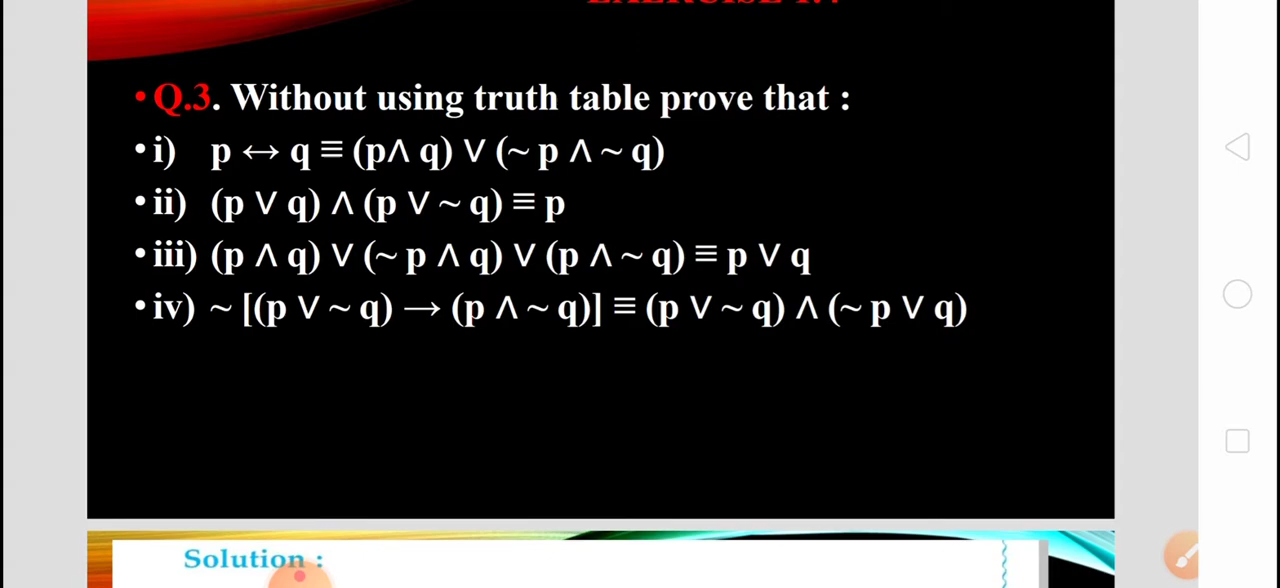 •Q.3. Without using truth table prove that :
•i) p ↔ q ≡ (p∧ q) ∨ (~ p ∧ ~ q)
•ii) (p ∨ q) ∧ (p ∨ ~ q) ≡ p
•iii) (p ∧ q) ∨ (~ p ∧ q) ∨ (p ∧ ~ q) ≡ p ∨ q
•iv) ~ [(p ∨ ~ q) → (p ∧ ~ q)] ≡ (p ∨ ~ q) ∧ (~ p ∨ q)
Solution :